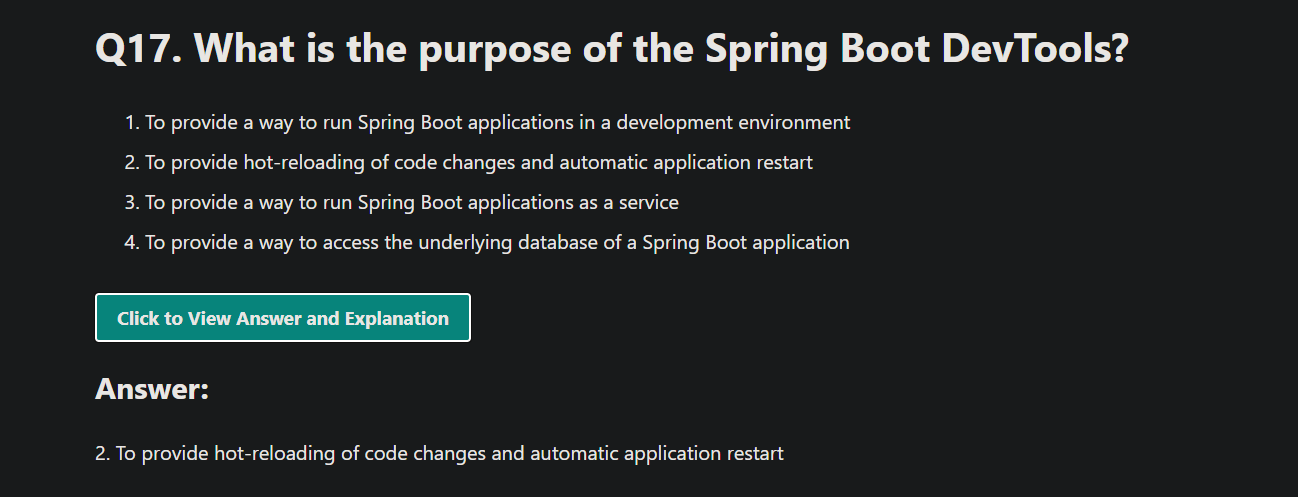 Q17. What is the purpose of the Spring Boot DevTools?
1. To provide a way to run Spring Boot applications in a development environment
2. To provide hot-reloading of code changes and automatic application restart
3. To provide a way to run Spring Boot applications as a service
4. To provide a way to access the underlying database of a Spring Boot application
Click to View Answer and Explanation
Answer:
2. To provide hot-reloading of code changes and automatic application restart